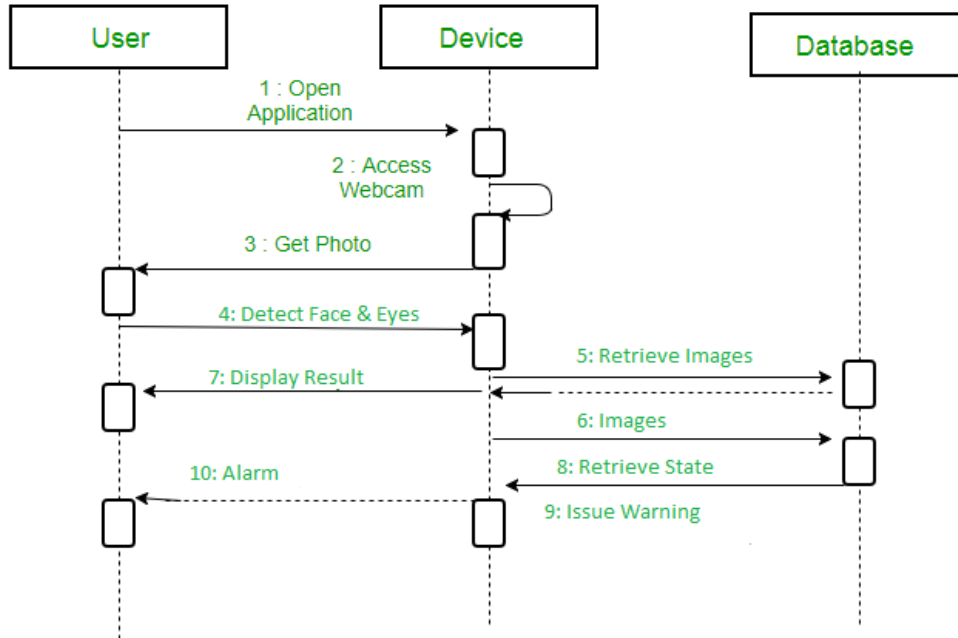 User
Device
Database
1 : Open
Application
2 : Access
Webcam
3 : Get Photo
4: Detect Face & Eyes
5: Retrieve Images
7: Display Result
6: Images
8: Retrieve State
10: Alarm
9: Issue Warning